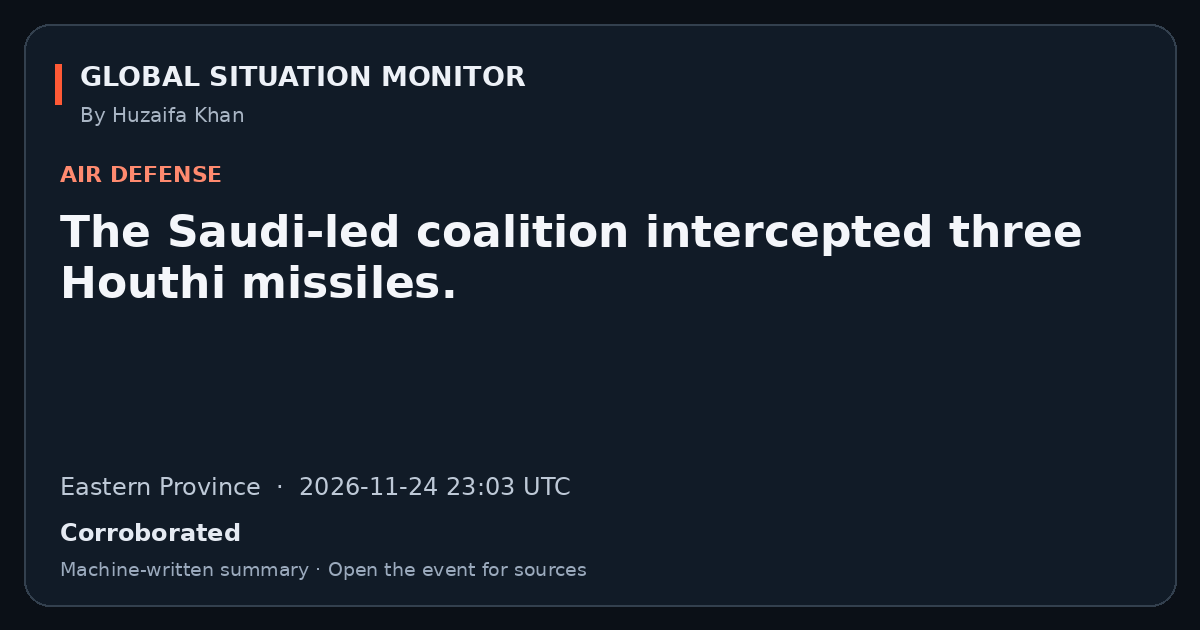 GLOBAL SITUATION MONITOR
By Huzaifa Khan
AIR DEFENSE
The Saudi-led coalition intercepted three
Houthi missiles.
Eastern Province · 2026-11-24 23:03 UTC
Corroborated
Machine-written summary · Open the event for sources